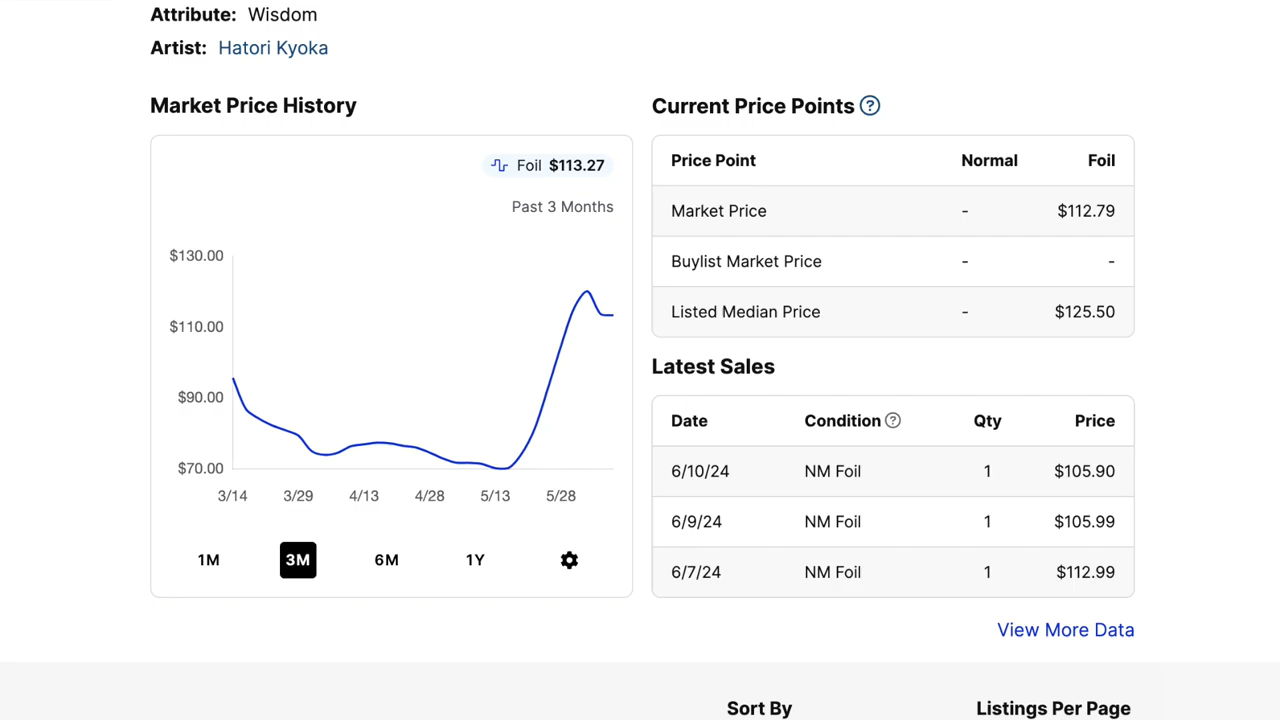 Attribute: Wisdom
Artist: Hatori Kyoka
Market Price History
Foil $113.27
Past 3 Months
$130.00
$110.00
$90.00
$70.00
3/14 3/29 4/13 4/28 5/13 5/28
1M 3M 6M 1Y
Current Price Points ?
Price Point Normal Foil
Market Price - $112.79
Buylist Market Price - -
Listed Median Price - $125.50
Latest Sales
Date Condition ? Qty Price
6/10/24 NM Foil 1 $105.90
6/9/24 NM Foil 1 $105.99
6/7/24 NM Foil 1 $112.99
View More Data
Sort By Listings Per Page